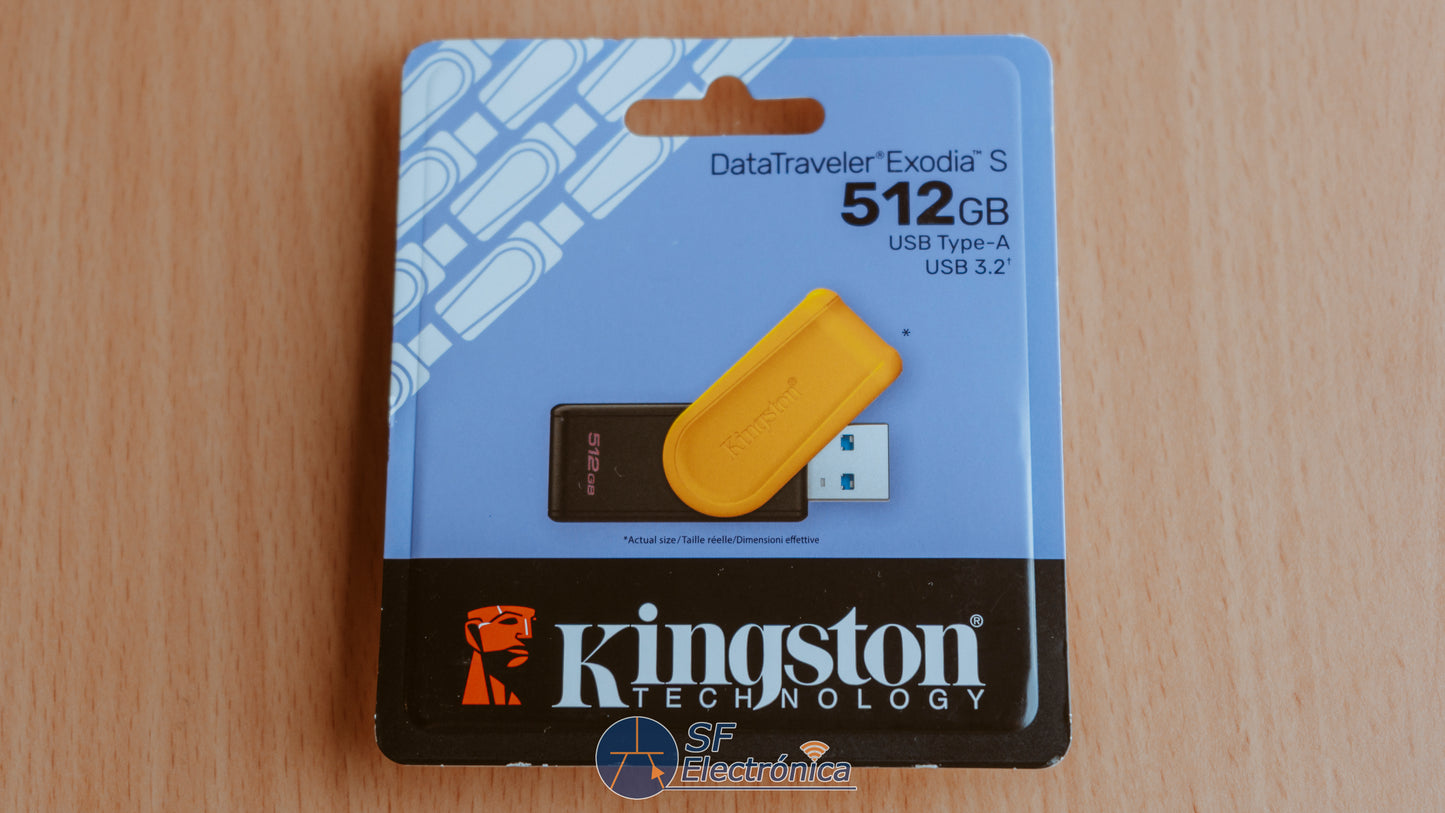 DataTraveler® Exodia™ S
512GB
USB Type-A
USB 3.2†
*
Kingston®
512GB
*Actual size/Taille réelle/Dimensioni effettive
Kingston®
TECHNOLOGY
SF
Electrónica